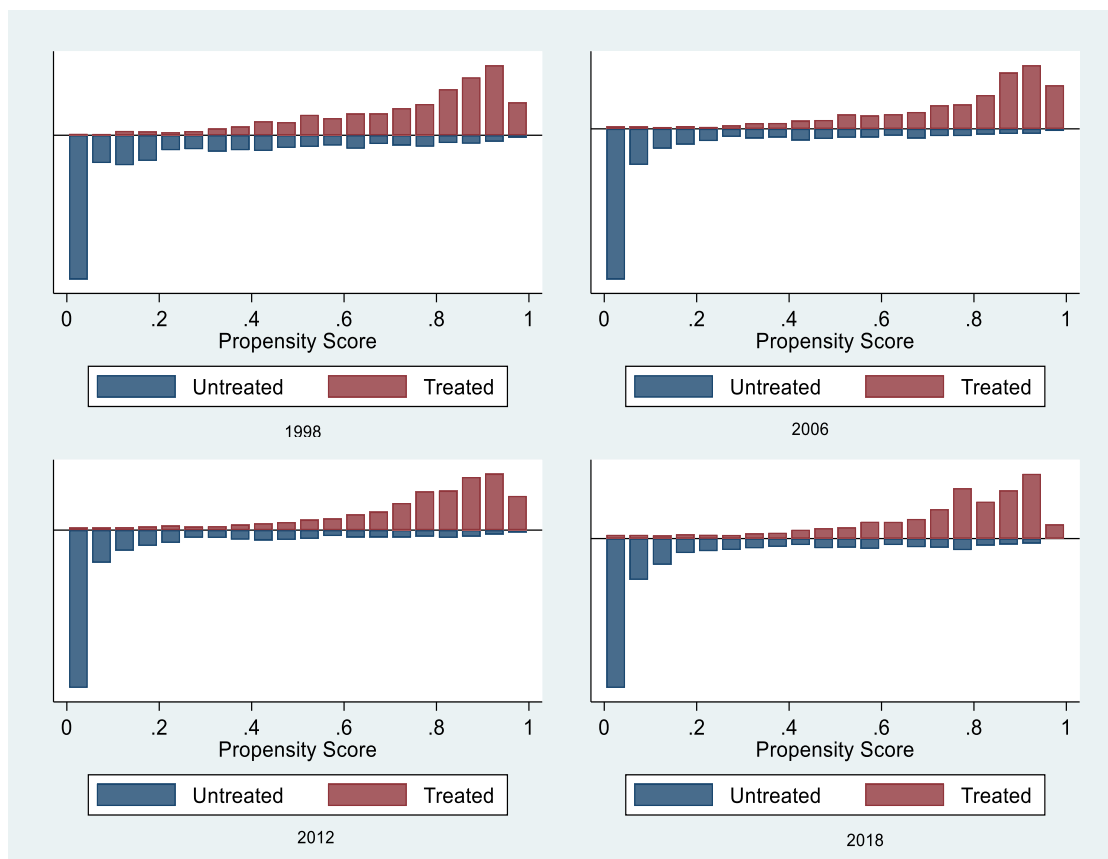 0 .2 .4 .6 .8 1
Propensity Score
Untreated Treated
1998
0 .2 .4 .6 .8 1
Propensity Score
Untreated Treated
2006
0 .2 .4 .6 .8 1
Propensity Score
Untreated Treated
2012
0 .2 .4 .6 .8 1
Propensity Score
Untreated Treated
2018